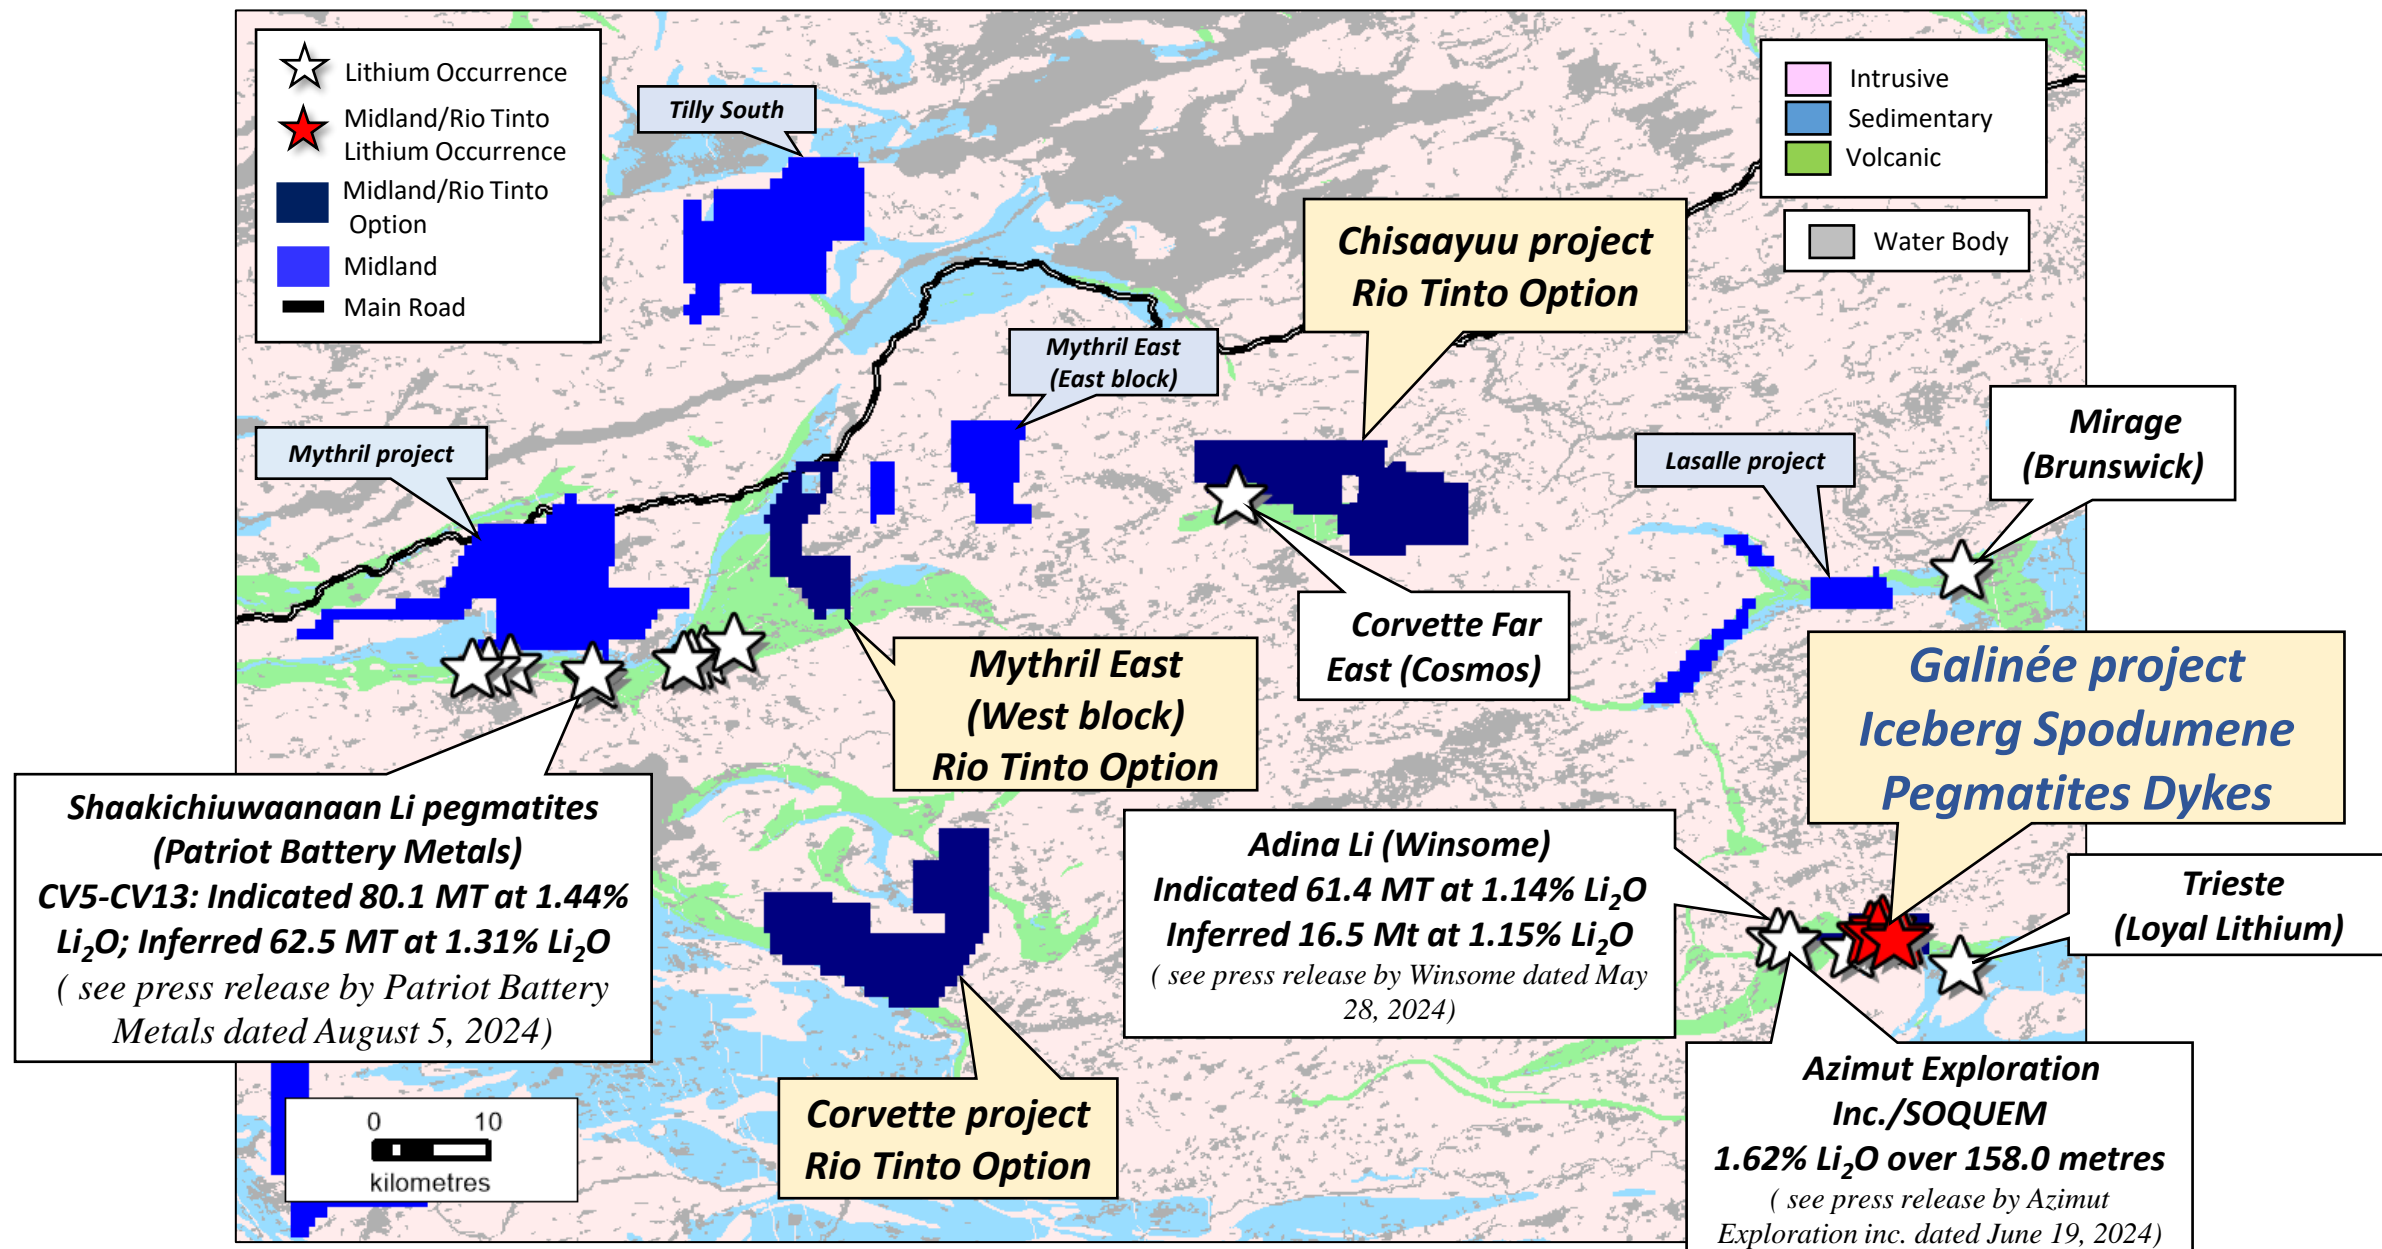 Lithium Occurrence
Midland/Rio Tinto
Lithium Occurrence
Midland/Rio Tinto
Option
Midland
Main Road
Tilly South
Intrusive
Sedimentary
Volcanic
Water Body
Chisaayuu project
Rio Tinto Option
Mythril East
(East block)
Mythril project
Lasalle project
Mirage
(Brunswick)
Corvette Far
East (Cosmos)
Mythril East
(West block)
Rio Tinto Option
Galinée project
Iceberg Spodumene
Pegmatites Dykes
Shaakichiuwaanaan Li pegmatites
(Patriot Battery Metals)
CV5-CV13: Indicated 80.1 MT at 1.44%
Li₂O; Inferred 62.5 MT at 1.31% Li₂O
( see press release by Patriot Battery
Metals dated August 5, 2024)
Adina Li (Winsome)
Indicated 61.4 MT at 1.14% Li₂O
Inferred 16.5 Mt at 1.15% Li₂O
( see press release by Winsome dated May
28, 2024)
Trieste
(Loyal Lithium)
Corvette project
Rio Tinto Option
Azimut Exploration
Inc./SOQUEM
1.62% Li₂O over 158.0 metres
( see press release by Azimut
Exploration inc. dated June 19, 2024)
0 10
kilometres